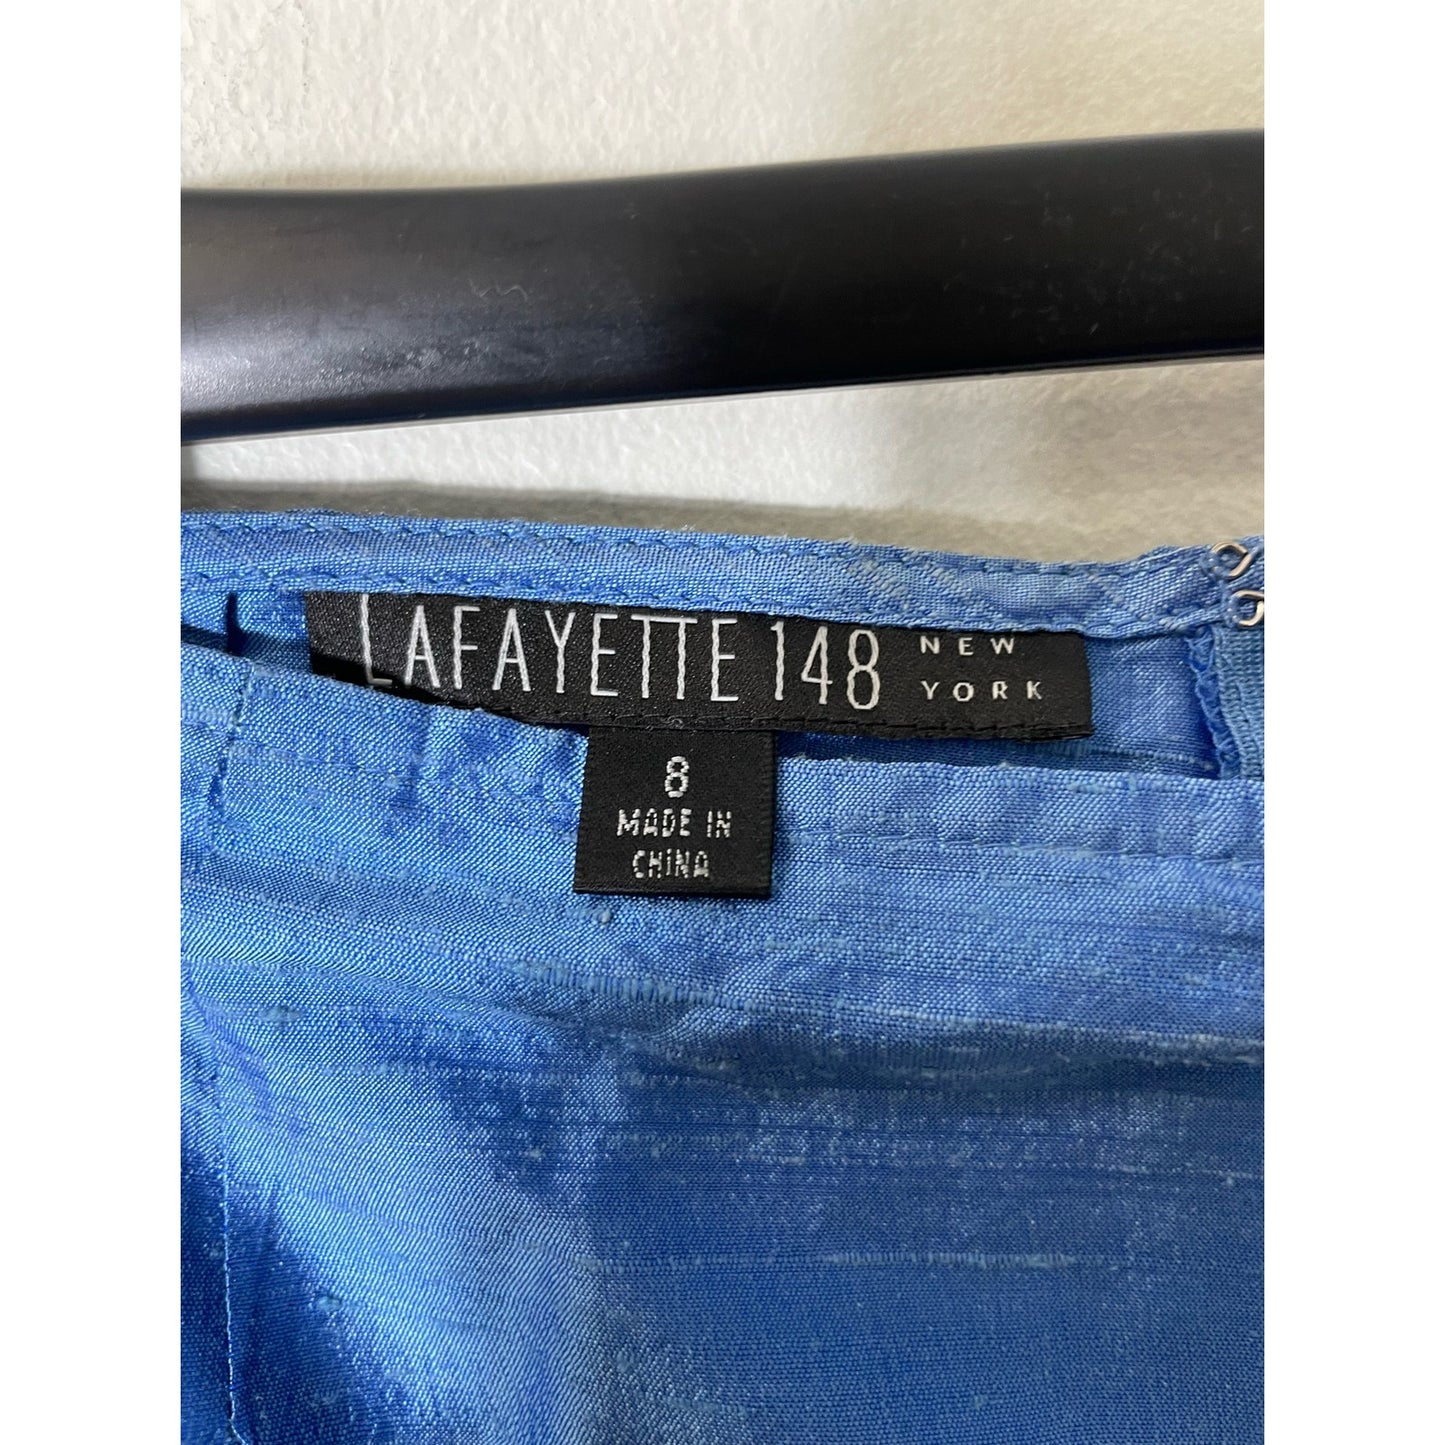 LAFAYETTE 148 NEW YORK
8
MADE IN
CHINA